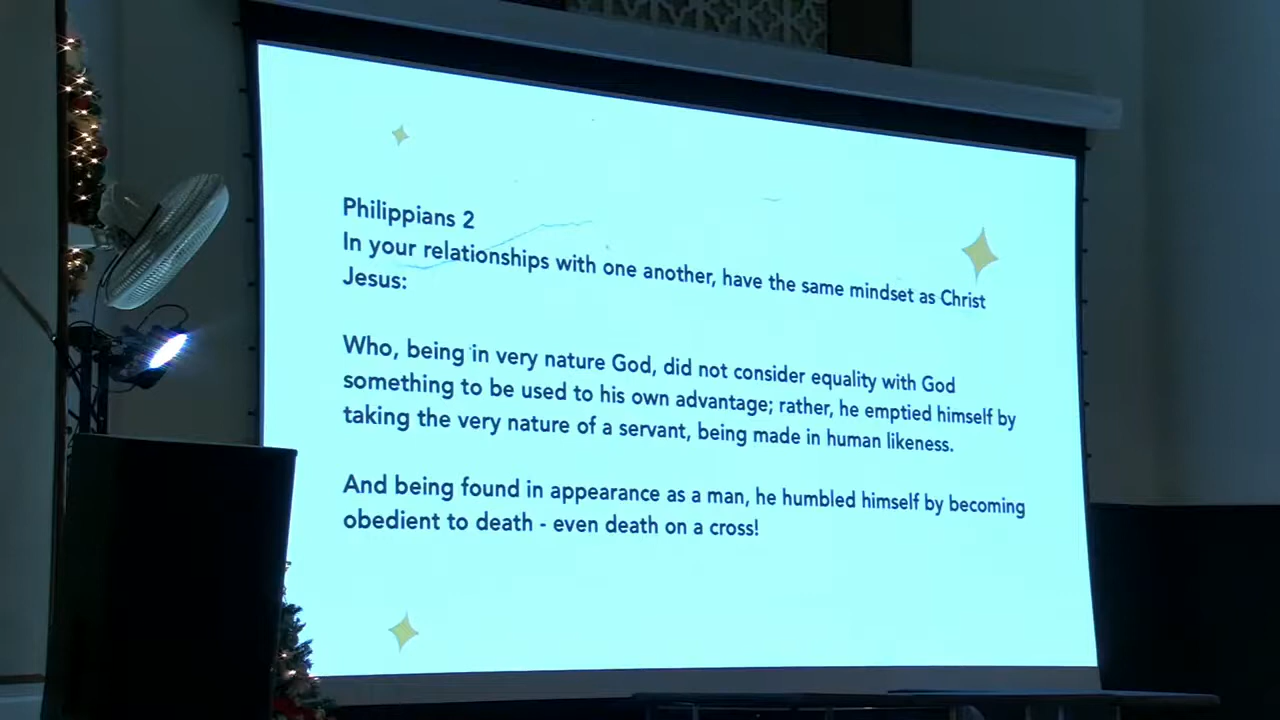 Philippians 2
In your relationships with one another, have the same mindset as Christ
Jesus:
Who, being in very nature God, did not consider equality with God
something to be used to his own advantage; rather, he emptied himself by
taking the very nature of a servant, being made in human likeness.
And being found in appearance as a man, he humbled himself by becoming
obedient to death - even death on a cross!